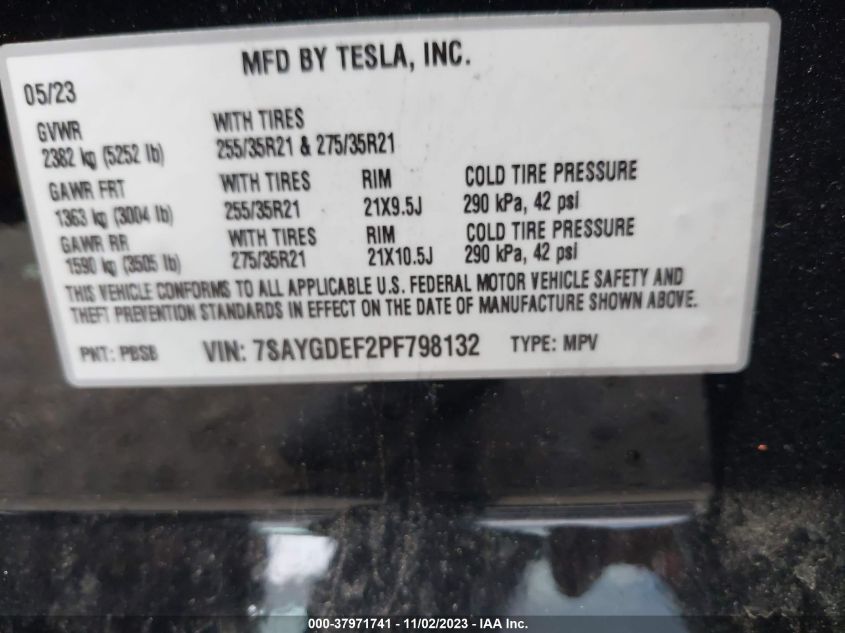 MFD BY TESLA, INC.
05/23
GVWR WITH TIRES
2382 kg (5252 lb) 255/35R21 & 275/35R21
GAWR FRT WITH TIRES RIM COLD TIRE PRESSURE
1363 kg (3004 lb) 255/35R21 21X9.5J 290 kPa, 42 psi
GAWR RR WITH TIRES RIM COLD TIRE PRESSURE
1590 kg (3505 lb) 275/35R21 21X10.5J 290 kPa, 42 psi
THIS VEHICLE CONFORMS TO ALL APPLICABLE U.S. FEDERAL MOTOR VEHICLE SAFETY AND
THEFT PREVENTION STANDARDS IN EFFECT ON THE DATE OF MANUFACTURE SHOWN ABOVE.
PNT: PBSB VIN: 7SAYGDEF2PF798132 TYPE: MPV
000-37971741 - 11/02/2023 - IAA Inc.